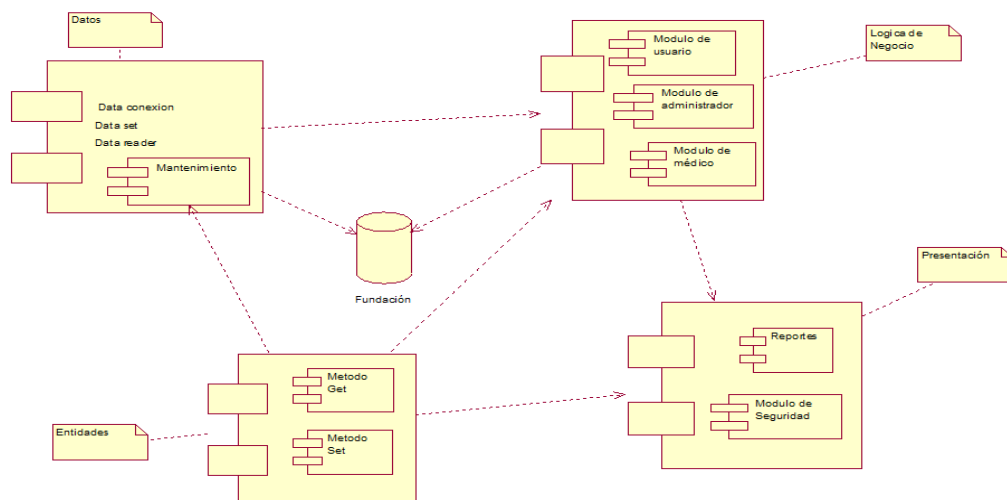 Datos
Data conexion
Data set
Data reader
Mantenimiento
Modulo de
usuario
Modulo de
administrador
Modulo de
médico
Logica de
Negocio
Fundación
Presentación
Reportes
Modulo de
Seguridad
Metodo
Get
Metodo
Set
Entidades